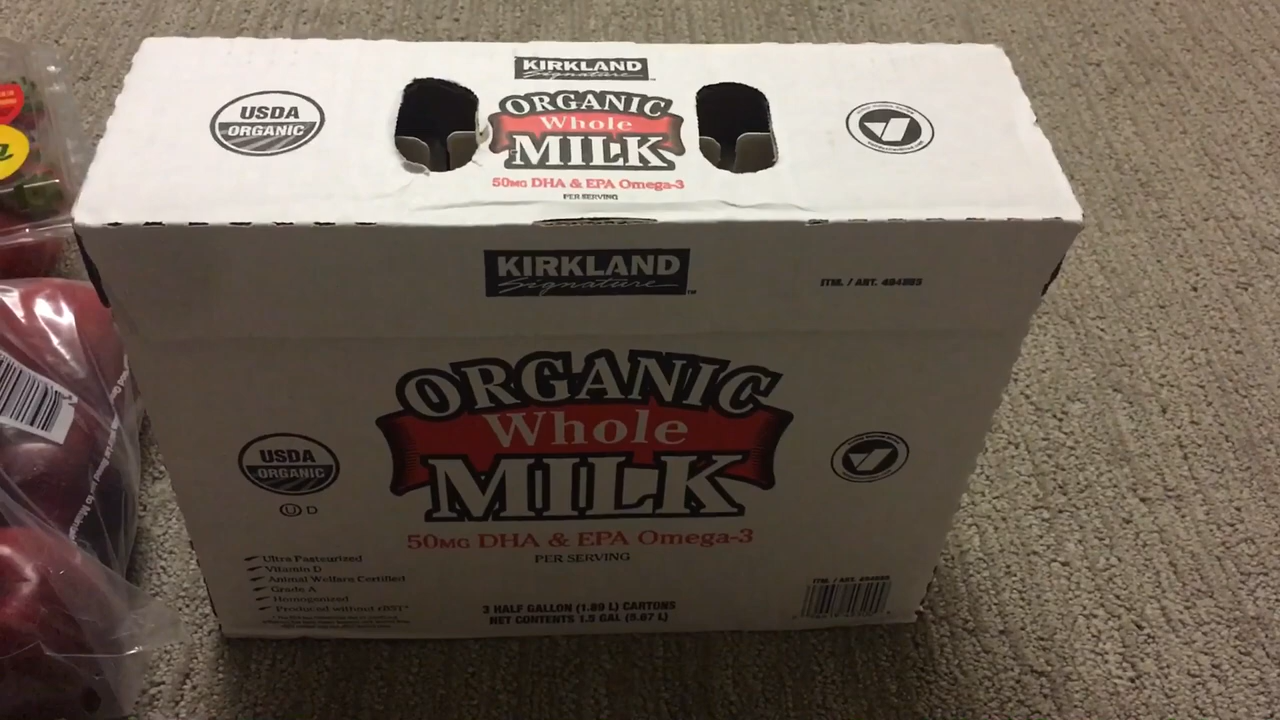 KIRKLAND
Signature
USDA
ORGANIC
ORGANIC
Whole
MILK
50MG DHA & EPA Omega-3
PER SERVING
KIRKLAND
Signature™
ITM. / ART.
ORGANIC
Whole
MILK
USDA
ORGANIC
U D
50MG DHA & EPA Omega-3
PER SERVING
Ultra Pasteurized
Vitamin D
Animal Welfare Certified
Grade A
Homogenized
Produced without rBST*
3 HALF GALLON (1.89 L) CARTONS
NET CONTENTS 1.5 GAL (5.67 L)
ITM. / ART.